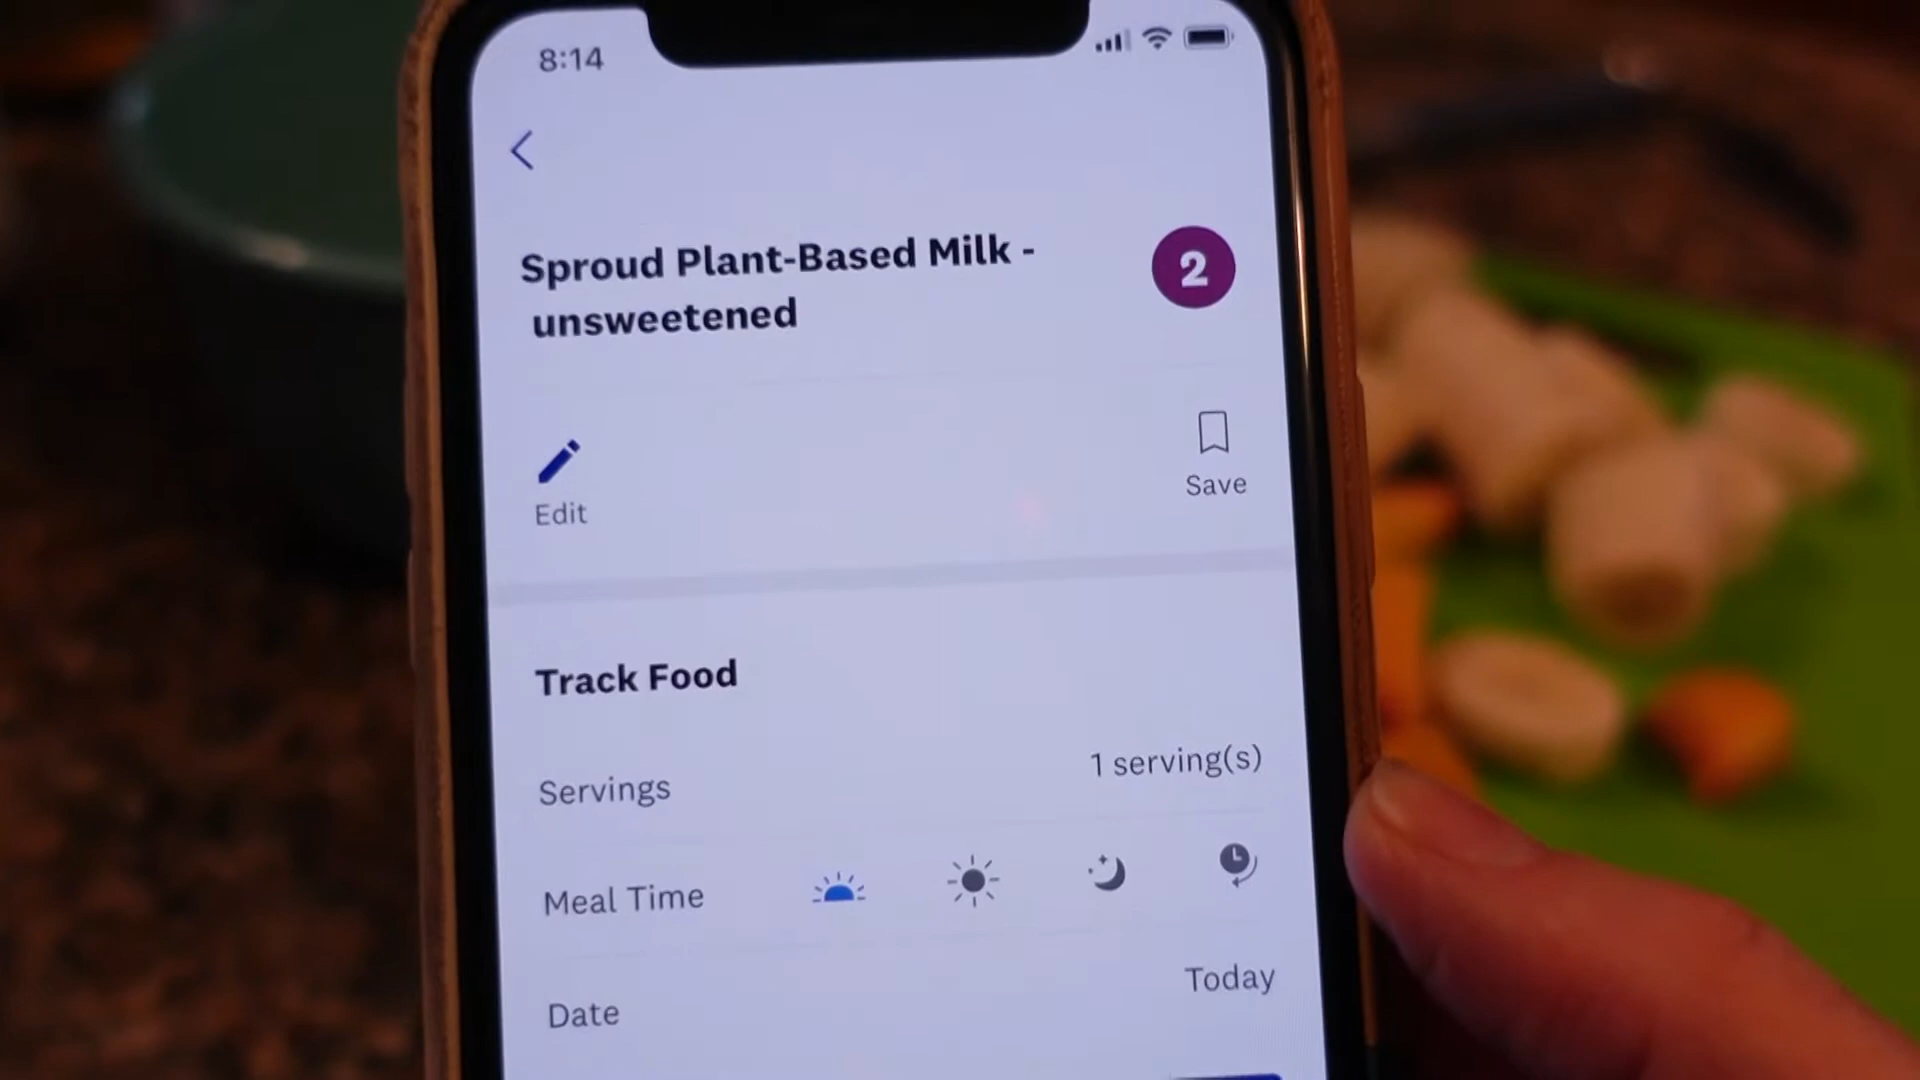 8:14
Sproud Plant-Based Milk -
unsweetened
2
Edit
Save
Track Food
Servings
1 serving(s)
Meal Time
Date
Today